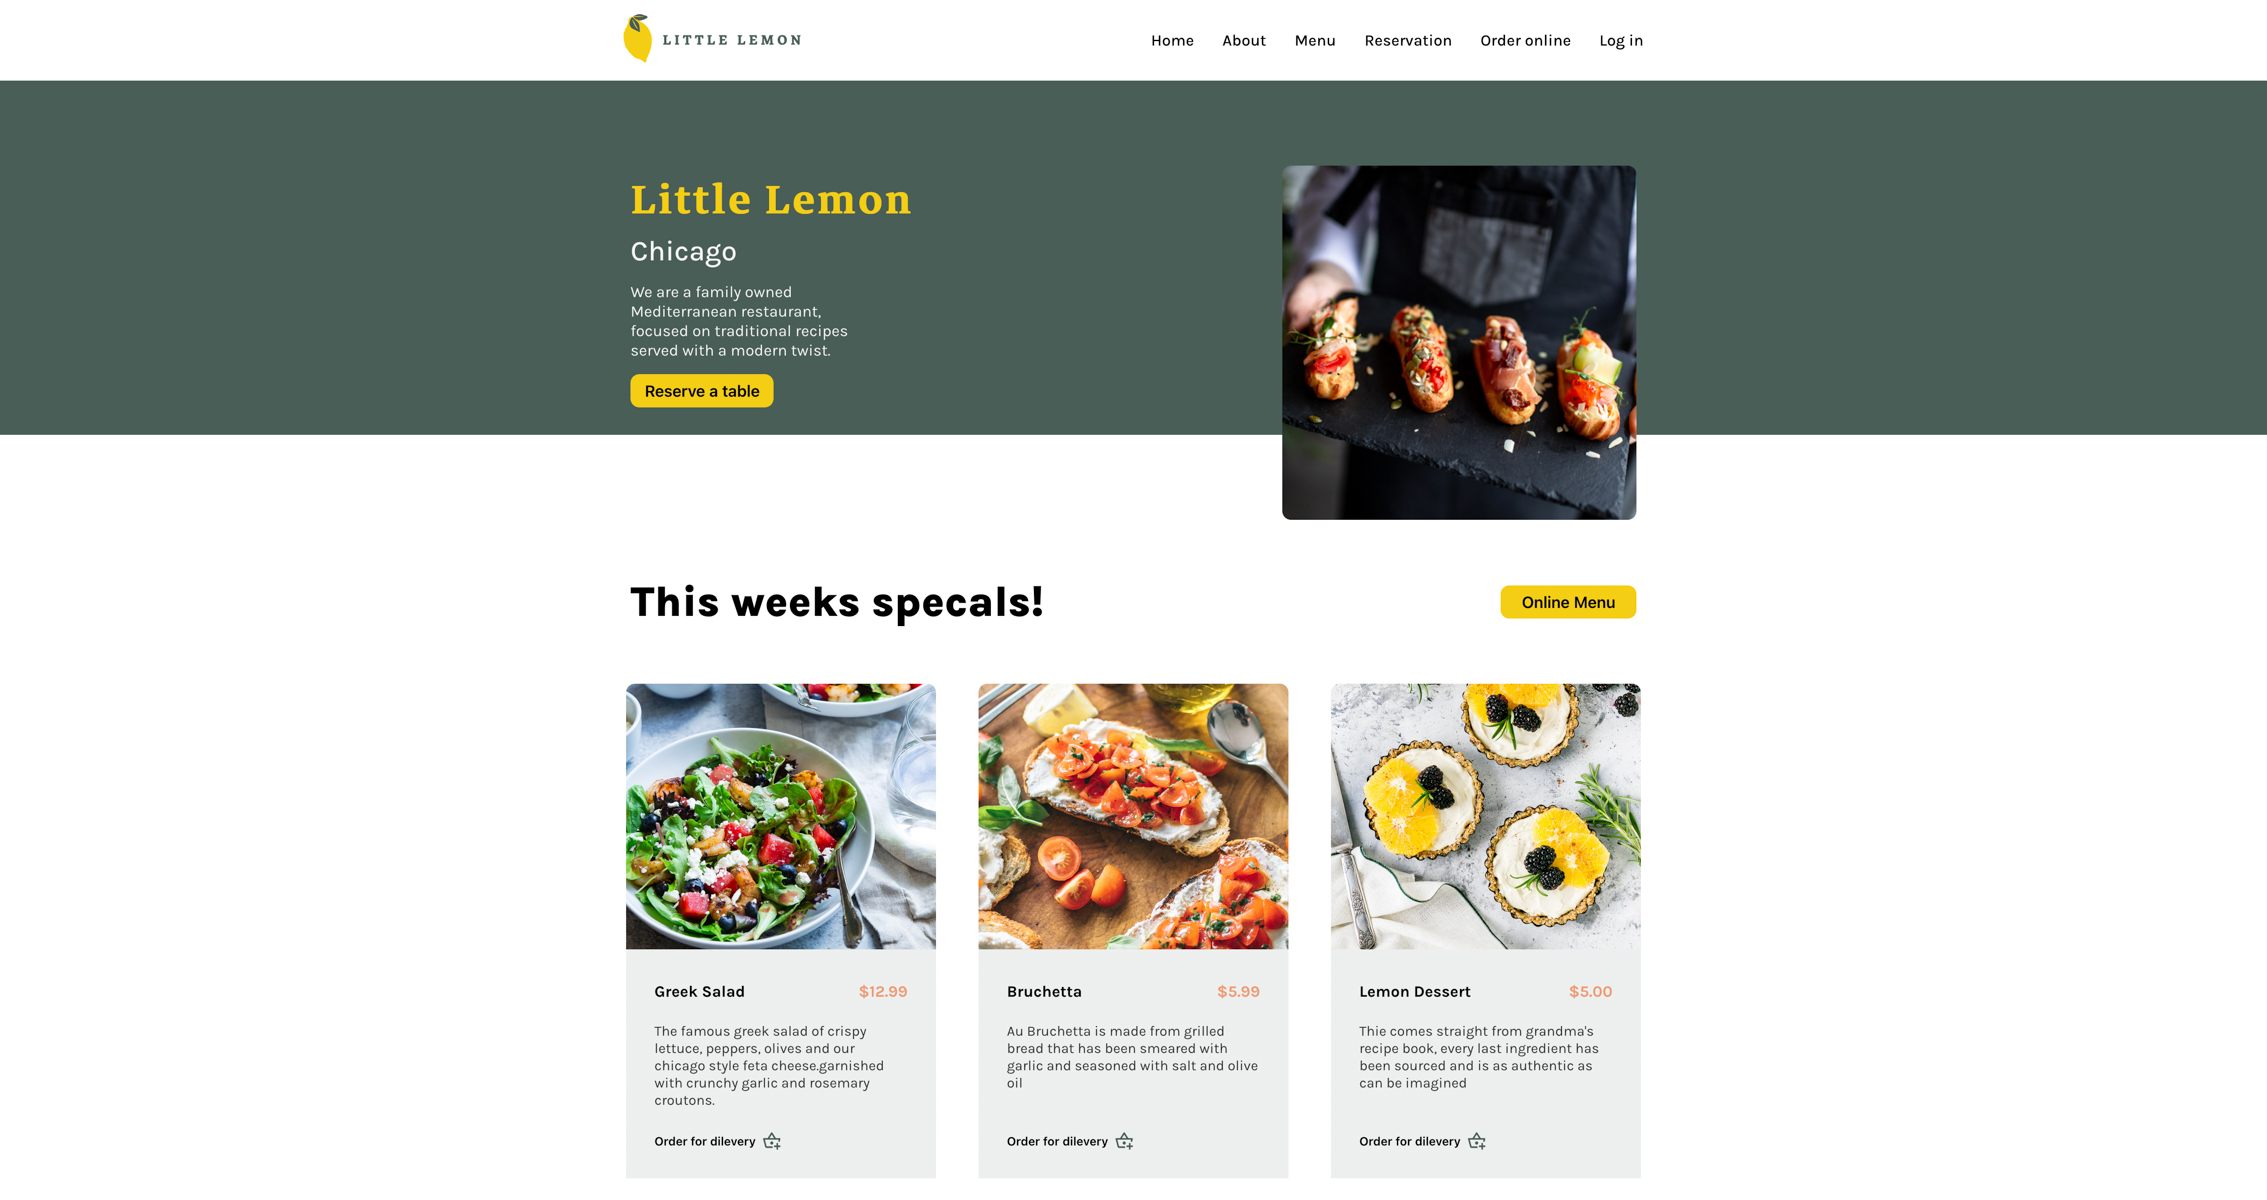 LITTLE LEMON
Home About Menu Reservation Order online Log in
Little Lemon
Chicago
We are a family owned
Mediterranean restaurant,
focused on traditional recipes
served with a modern twist.
Reserve a table
This weeks specals!
Online Menu
Greek Salad $12.99
The famous greek salad of crispy
lettuce, peppers, olives and our
chicago style feta cheese.garnished
with crunchy garlic and rosemary
croutons.
Order for dilevery
Bruchetta $5.99
Au Bruchetta is made from grilled
bread that has been smeared with
garlic and seasoned with salt and olive
oil
Order for dilevery
Lemon Dessert $5.00
Thie comes straight from grandma's
recipe book, every last ingredient has
been sourced and is as authentic as
can be imagined
Order for dilevery